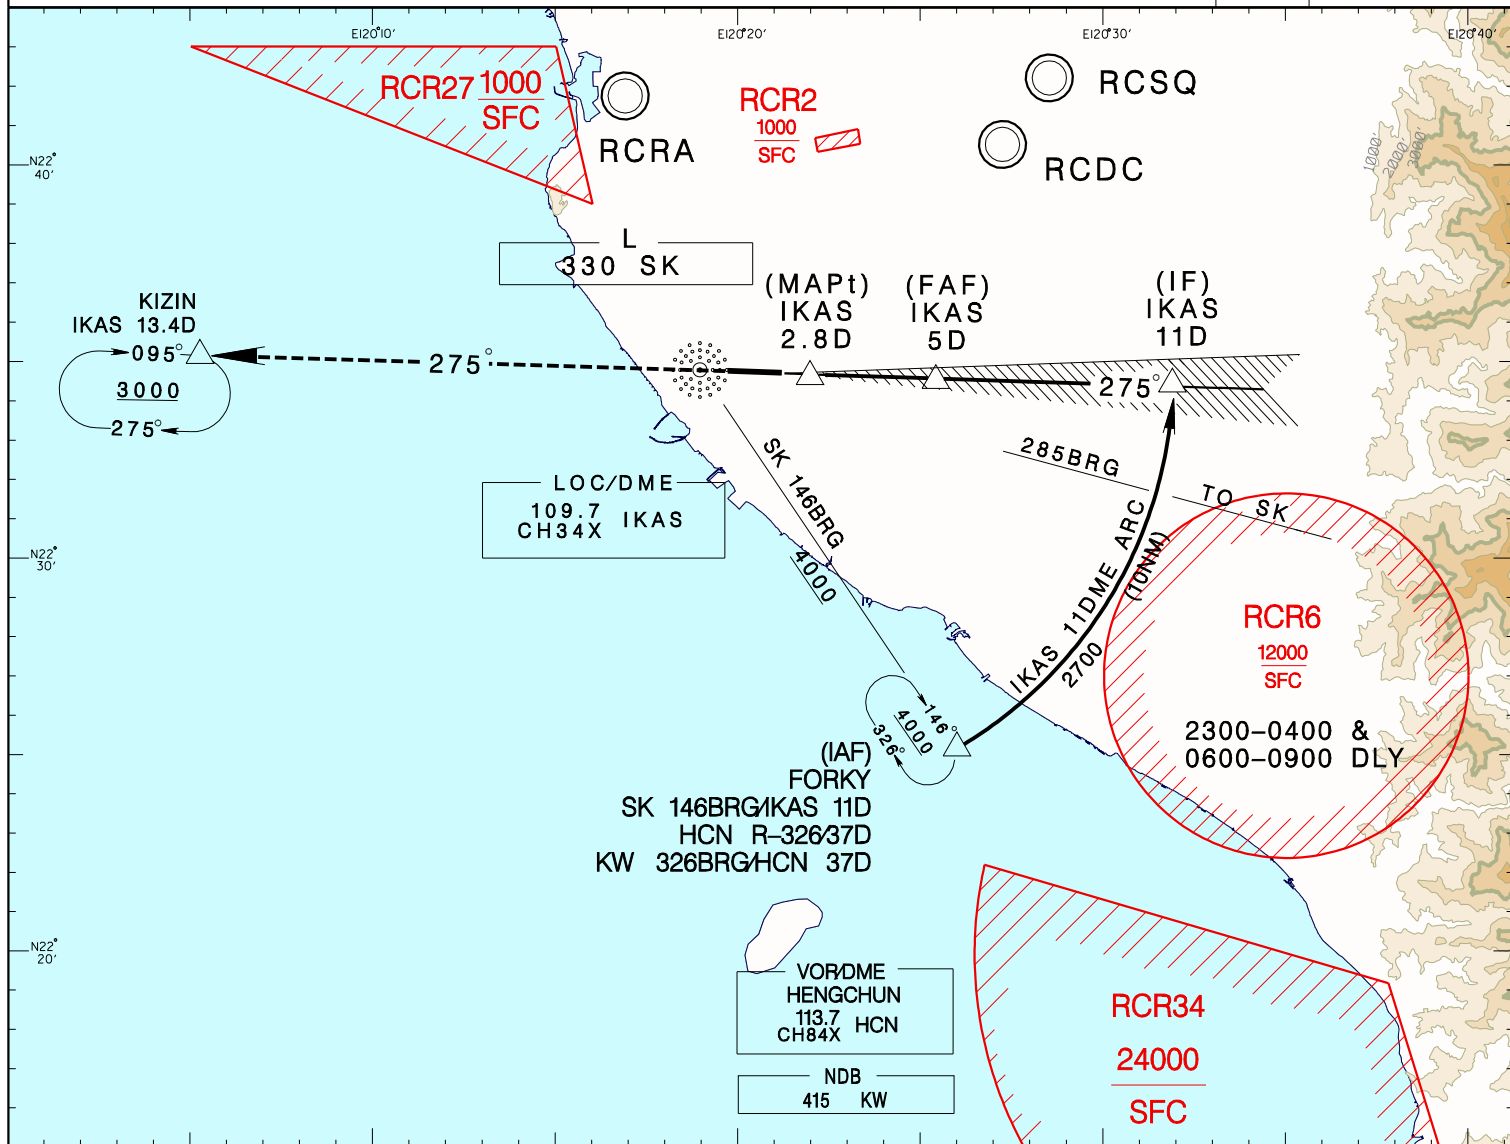 E120°10'
E120°20'
E120°30'
E120°40'
RCR27 1000
SFC
RCRA
RCR2
1000
SFC
RCSQ
RCDC
1000'
2000'
3000'
N22°
40'
L
330 SK
(MAPt)
IKAS
2.8D
(FAF)
IKAS
5D
(IF)
IKAS
11D
KIZIN
IKAS 13.4D
095°
3000
275°
275°
275°
285BRG
TO SK
SK 146BRG
4000
LOC/DME
109.7
CH34X IKAS
N22°
30'
IKAS 11DME ARC
(10NM)
2700
RCR6
12000
SFC
2300–0400 &
0600–0900 DLY
146°
4000
326°
(IAF)
FORKY
SK 146BRG/IKAS 11D
HCN R–326/37D
KW 326BRG/HCN 37D
N22°
20'
VOR/DME
HENGCHUN
113.7
CH84X HCN
NDB
415 KW
RCR34
24000
SFC